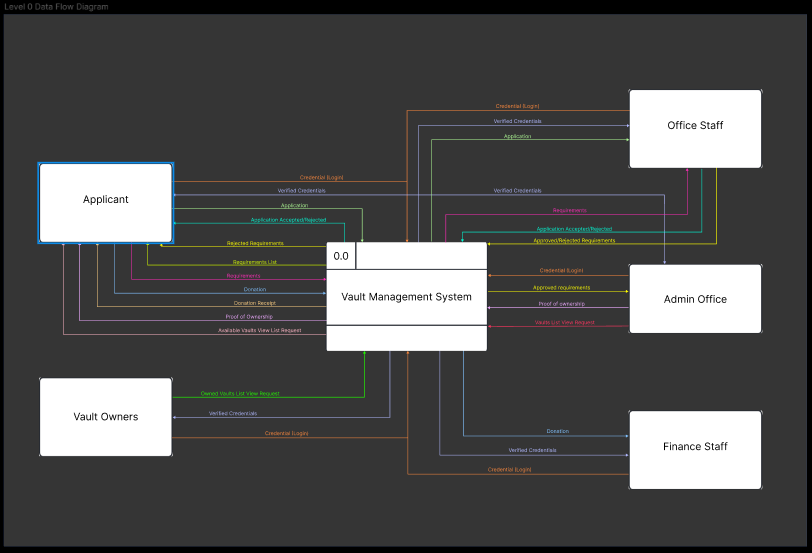 Level 0 Data Flow Diagram
Credential (Login)
Verified Credentials
Application
Office Staff
Applicant
Credential (Login)
Verified Credentials
Verified Credentials
Application
Requirements
Application Accepted/Rejected
Application Accepted/Rejected
Rejected Requirements
Approved/Rejected Requirements
0.0
Requirements List
Requirements
Credential (Login)
Donation
Approved requirements
Vault Management System
Admin Office
Donation Receipt
Proof of ownership
Proof of Ownership
Vaults List View Request
Available Vaults View List Request
Owned Vaults List View Request
Vault Owners
Verified Credentials
Credential (Login)
Donation
Finance Staff
Verified Credentials
Credential (Login)